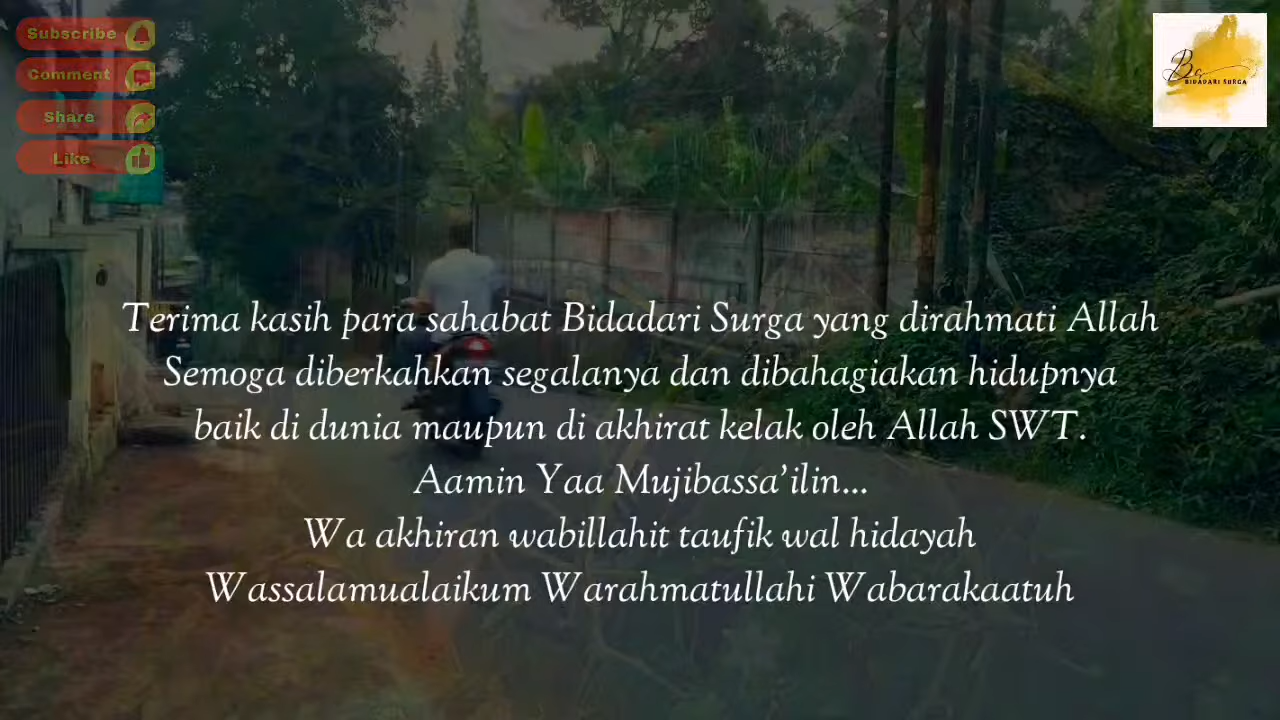 Subscribe
Comment
Share
Like
Bs
BIDADARI SURGA
Terima kasih para sahabat Bidadari Surga yang dirahmati Allah
Semoga diberkahkan segalanya dan dibahagiakan hidupnya
baik di dunia maupun di akhirat kelak oleh Allah SWT.
Aamin Yaa Mujibassa'ilin...
Wa akhiran wabillahit taufik wal hidayah
Wassalamualaikum Warahmatullahi Wabarakaatuh